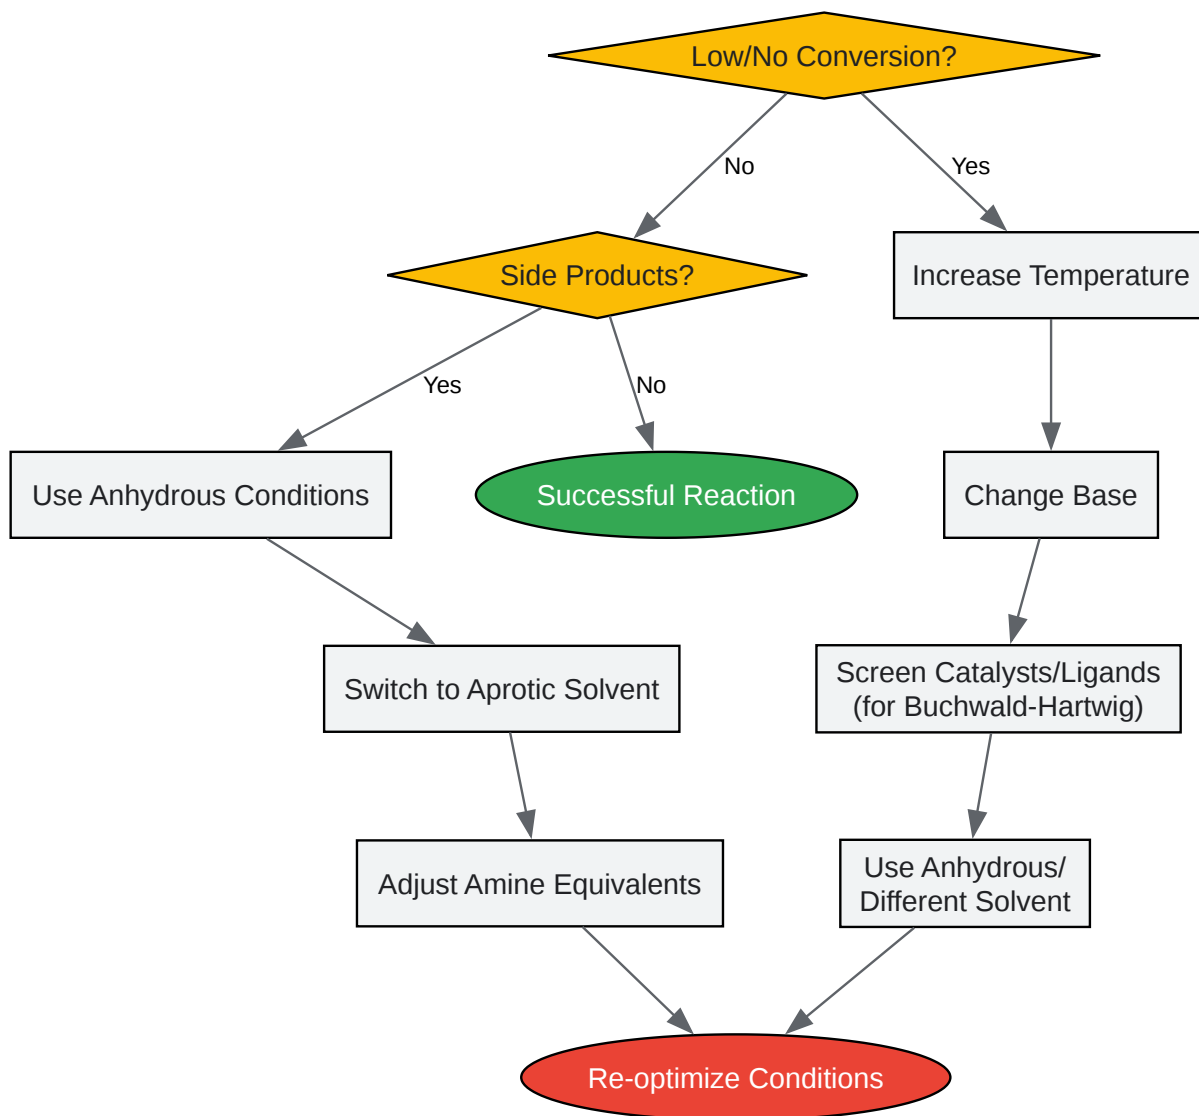 Low/No Conversion?
No
Yes
Side Products?
Increase Temperature
Yes
No
Use Anhydrous Conditions
Successful Reaction
Change Base
Switch to Aprotic Solvent
Screen Catalysts/Ligands
(for Buchwald-Hartwig)
Adjust Amine Equivalents
Use Anhydrous/
Different Solvent
Re-optimize Conditions